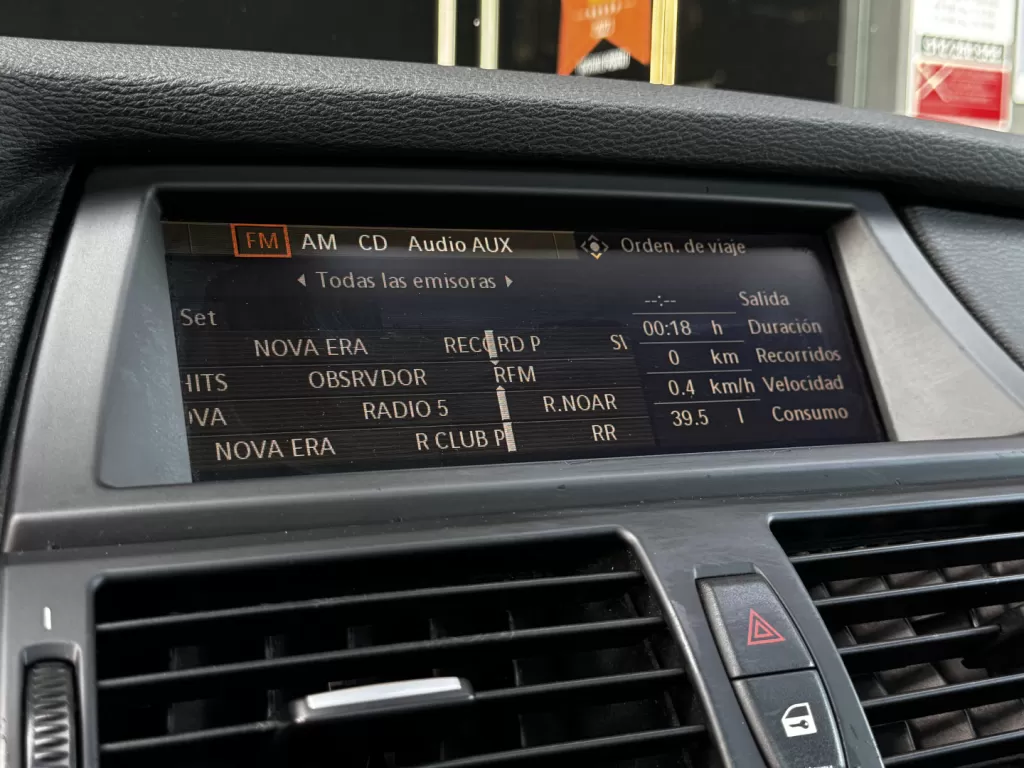 FM AM CD Audio AUX
Orden. de viaje
Todas las emisoras
Set
NOVA ERA RECORD P
HITS OBSRVDOR RFM
OVA RADIO 5 R.NOAR
NOVA ERA R CLUB P RR
--:-- Salida
00:18 h Duración
0 km Recorridos
0.4 km/h Velocidad
39.5 l Consumo